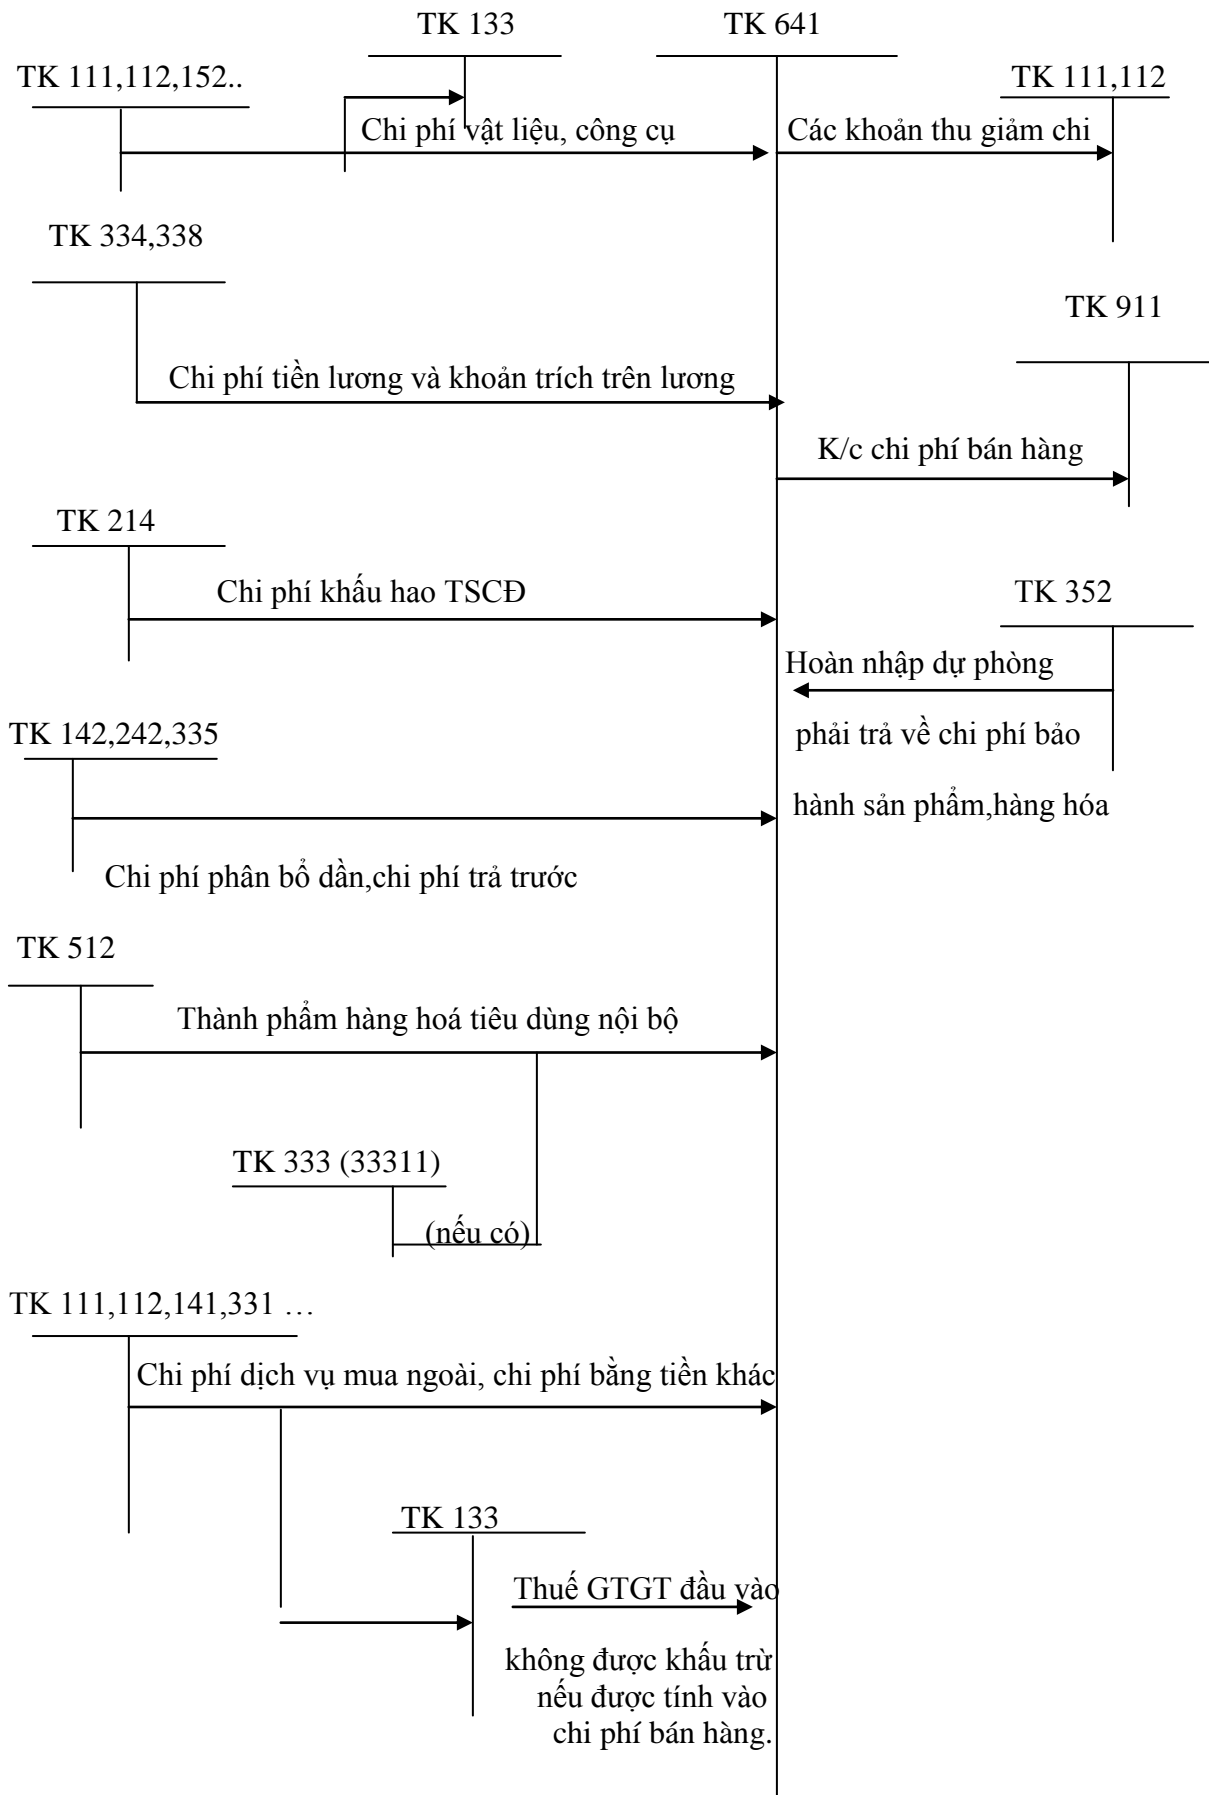 TK 133
TK 641
TK 111,112,152..
TK 111,112
Chi phí vật liệu, công cụ
Các khoản thu giảm chi
TK 334,338
TK 911
Chi phí tiền lương và khoản trích trên lương
K/c chi phí bán hàng
TK 214
Chi phí khấu hao TSCĐ
TK 352
Hoàn nhập dự phòng
phải trả về chi phí bảo
hành sản phẩm,hàng hóa
TK 142,242,335
Chi phí phân bổ dần,chi phí trả trước
TK 512
Thành phẩm hàng hoá tiêu dùng nội bộ
TK 333 (33311)
(nếu có)
TK 111,112,141,331 …
Chi phí dịch vụ mua ngoài, chi phí bằng tiền khác
TK 133
Thuế GTGT đầu vào
không được khấu trừ
nếu được tính vào
chi phí bán hàng.